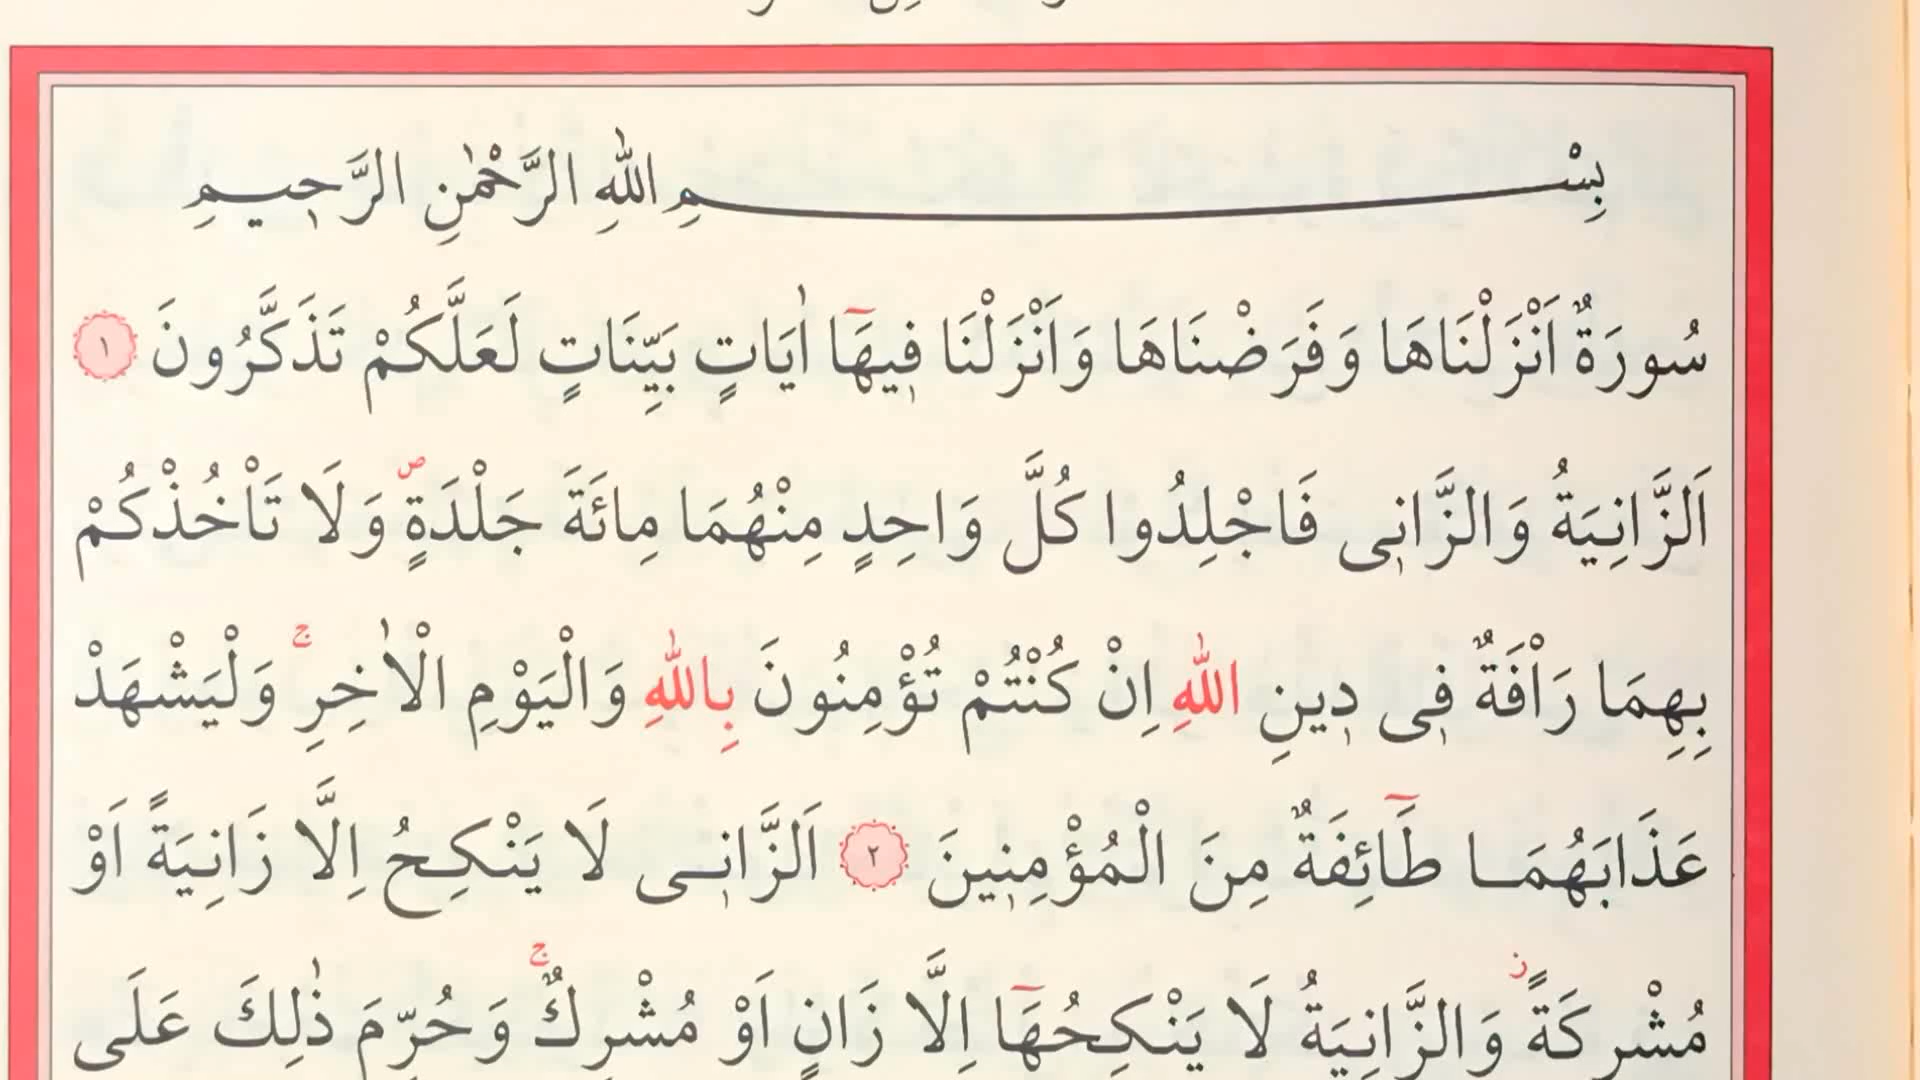 بِسْمِ اللّٰهِ الرَّحْمٰنِ الرَّحٖيمِ
سُورَةٌ اَنْزَلْنَاهَا وَفَرَضْنَاهَا وَاَنْزَلْنَا فٖيهَٓا اٰيَاتٍ بَيِّنَاتٍ لَعَلَّكُمْ تَذَكَّرُونَ ١
اَلزَّانِيَةُ وَالزَّانٖى فَاجْلِدُوا كُلَّ وَاحِدٍ مِنْهُمَا مِائَةَ جَلْدَةٍۖ وَلَا تَاْخُذْكُمْ
بِهِمَا رَاْفَةٌ فٖى دٖينِ اللّٰهِ اِنْ كُنْتُمْ تُؤْمِنُونَ بِاللّٰهِ وَالْيَوْمِ الْاٰخِرِۚ وَلْيَشْهَدْ
عَذَابَهُمَا طَٓائِفَةٌ مِنَ الْمُؤْمِنٖينَ ٢ اَلزَّانٖى لَا يَنْكِحُ اِلَّا زَانِيَةً اَوْ
مُشْرِكَةًؗ وَالزَّانِيَةُ لَا يَنْكِحُهَٓا اِلَّا زَانٍ اَوْ مُشْرِكٌۚ وَحُرِّمَ ذٰلِكَ عَلَى